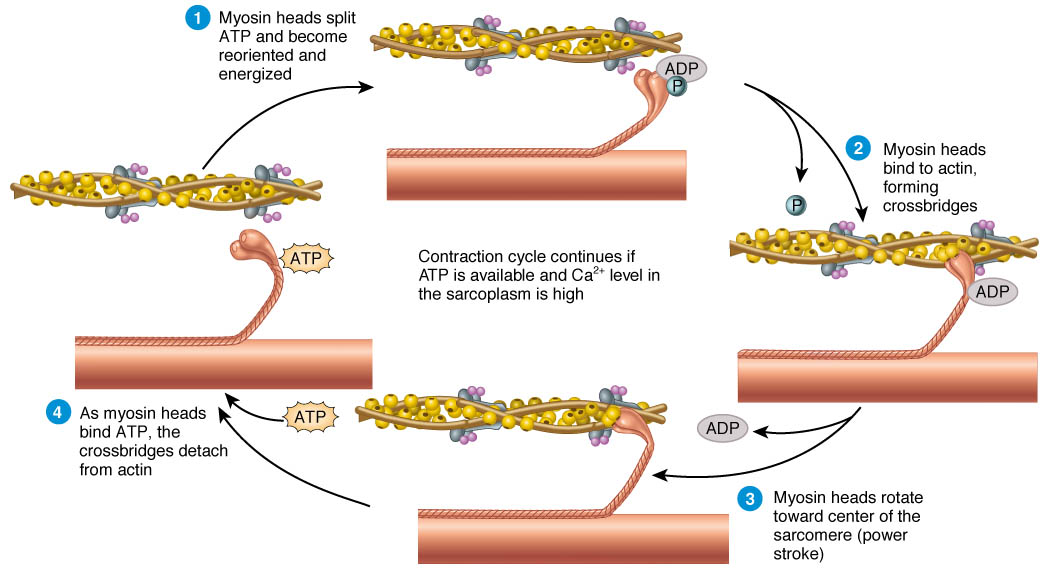 1 Myosin heads split
ATP and become
reoriented and
energized
ADP
P
2 Myosin heads
bind to actin,
forming
crossbridges
P
ADP
Contraction cycle continues if
ATP is available and Ca2+ level in
the sarcoplasm is high
ATP
ADP
3 Myosin heads rotate
toward center of the
sarcomere (power
stroke)
4 As myosin heads
bind ATP, the
crossbridges detach
from actin
ATP